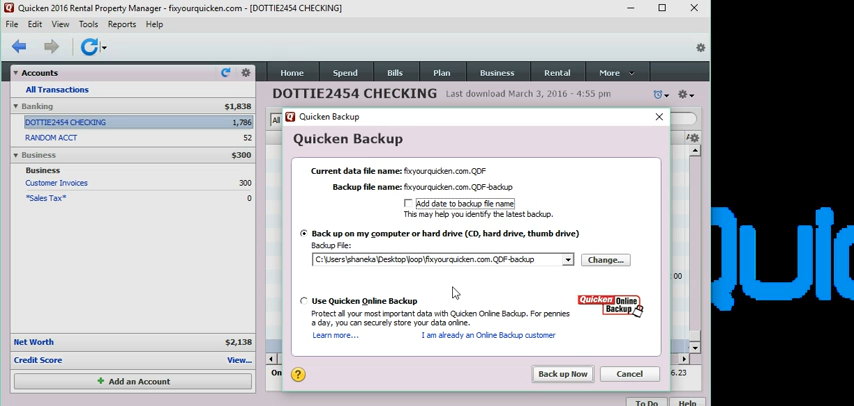 Quicken 2016 Rental Property Manager - fixyourquicken.com - [DOTTIE2454 CHECKING]
File Edit View Tools Reports Help
Accounts
All Transactions
Banking $1,838
DOTTIE2454 CHECKING 1,786
RANDOM ACCT 52
Business $300
Business
Customer Invoices 300
*Sales Tax* 0
Net Worth $2,138
Credit Score View...
Add an Account
Home Spend Bills Plan Business Rental More
DOTTIE2454 CHECKING Last download March 3, 2016 - 4:55 pm
All
Quicken Backup
Quicken Backup
Current data file name: fixyourquicken.com.QDF
Backup file name: fixyourquicken.com.QDF-backup
Add date to backup file name
This may help you identify the latest backup.
Back up on my computer or hard drive (CD, hard drive, thumb drive)
Backup File:
C:\Users\shaneka\Desktop\loop\fixyourquicken.com.QDF-backup Change...
Use Quicken Online Backup
Protect all your most important data with Quicken Online Backup. For pennies
a day, you can securely store your data online.
Learn more... I am already an Online Backup customer
Quicken Online
Backup
? Back up Now Cancel
00
6.23
To Do Help
Quic